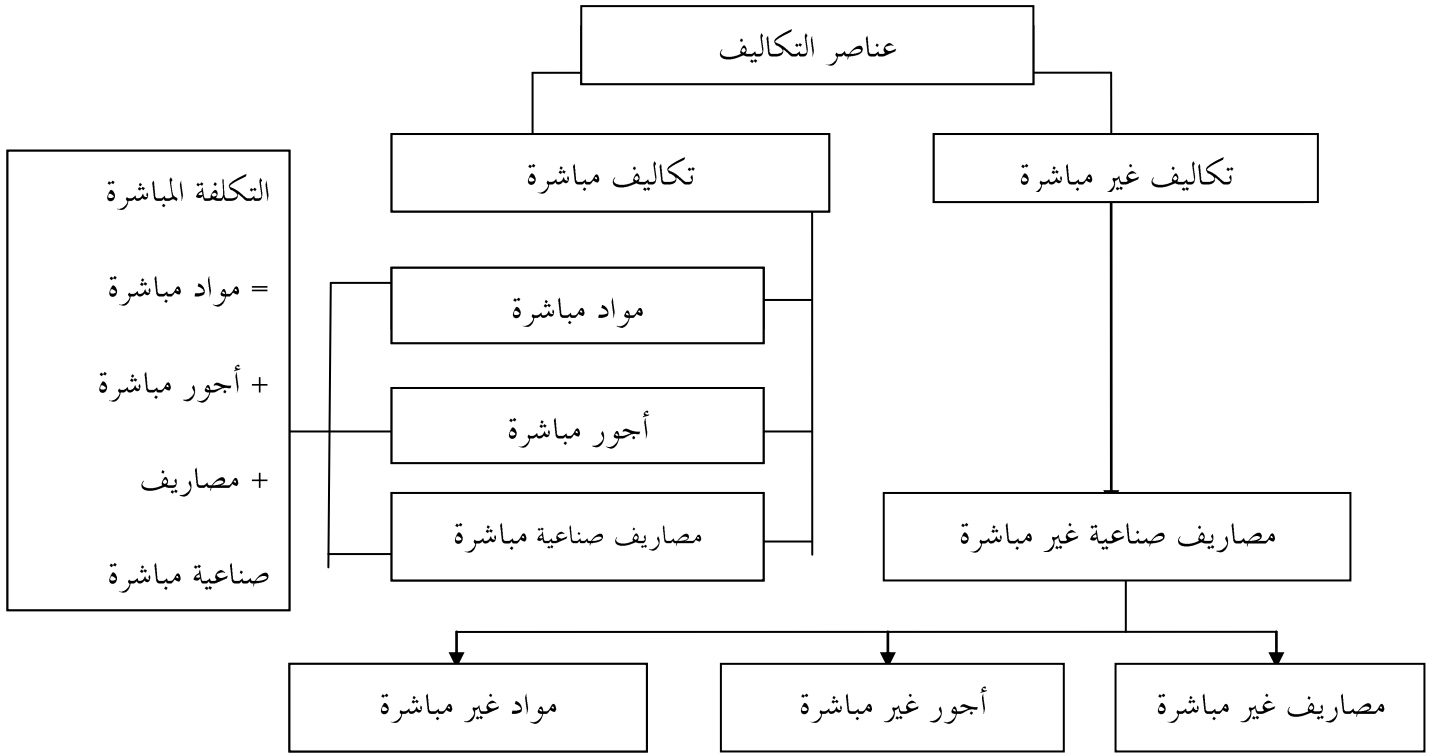 عناصر التكاليف
تكاليف غير مباشرة
تكاليف مباشرة
مواد مباشرة
أجور مباشرة
مصاريف صناعية مباشرة
التكلفة المباشرة
= مواد مباشرة
+ أجور مباشرة
+ مصاريف
صناعية مباشرة
مصاريف صناعية غير مباشرة
مصاريف غير مباشرة
أجور غير مباشرة
مواد غير مباشرة